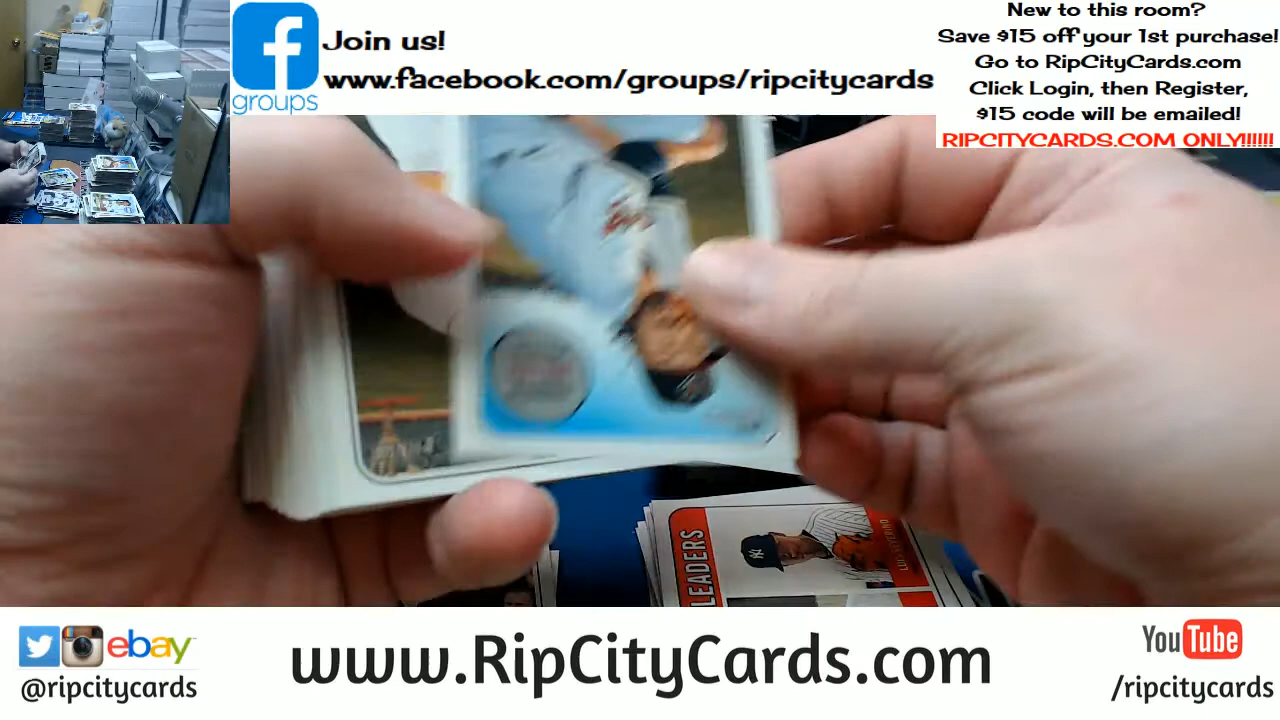 Join us!
www.facebook.com/groups/ripcitycards
groups
New to this room?
Save $15 off your 1st purchase!
Go to RipCityCards.com
Click Login, then Register,
$15 code will be emailed!
RIPCITYCARDS.COM ONLY!!!!!!
LEADERS
ebay
@ripcitycards
www.RipCityCards.com
YouTube
/ripcitycards